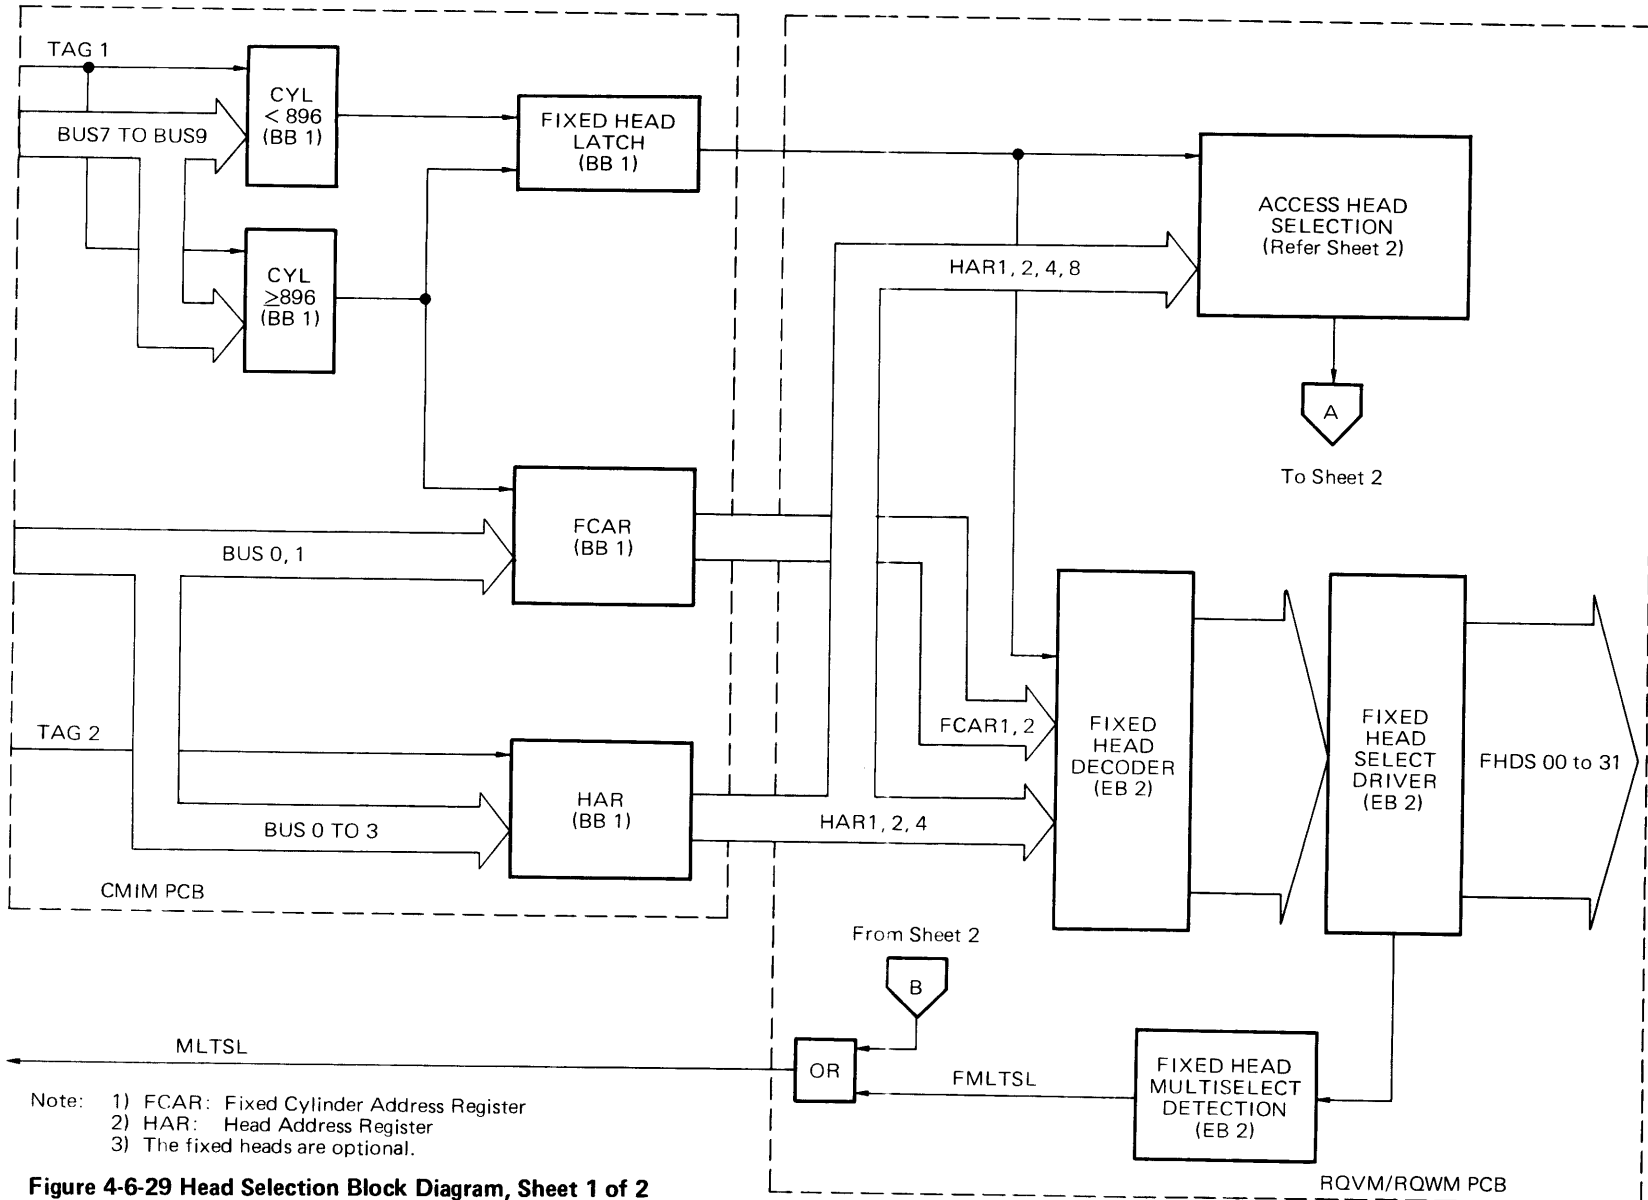 TAG 1
CYL
< 896
(BB 1)
BUS7 TO BUS9
FIXED HEAD
LATCH
(BB 1)
CYL
≥896
(BB 1)
ACCESS HEAD
SELECTION
(Refer Sheet 2)
HAR1, 2, 4, 8
A
To Sheet 2
FCAR
(BB 1)
BUS 0, 1
FCAR1, 2
FIXED
HEAD
DECODER
(EB 2)
FIXED
HEAD
SELECT
DRIVER
(EB 2)
FHDS 00 to 31
TAG 2
HAR
(BB 1)
BUS 0 TO 3
HAR1, 2, 4
CMIM PCB
From Sheet 2
B
MLTSL
OR
FMLTSL
FIXED HEAD
MULTISELECT
DETECTION
(EB 2)
Note: 1) FCAR: Fixed Cylinder Address Register
2) HAR: Head Address Register
3) The fixed heads are optional.
RQVM/RQWM PCB
Figure 4-6-29 Head Selection Block Diagram, Sheet 1 of 2